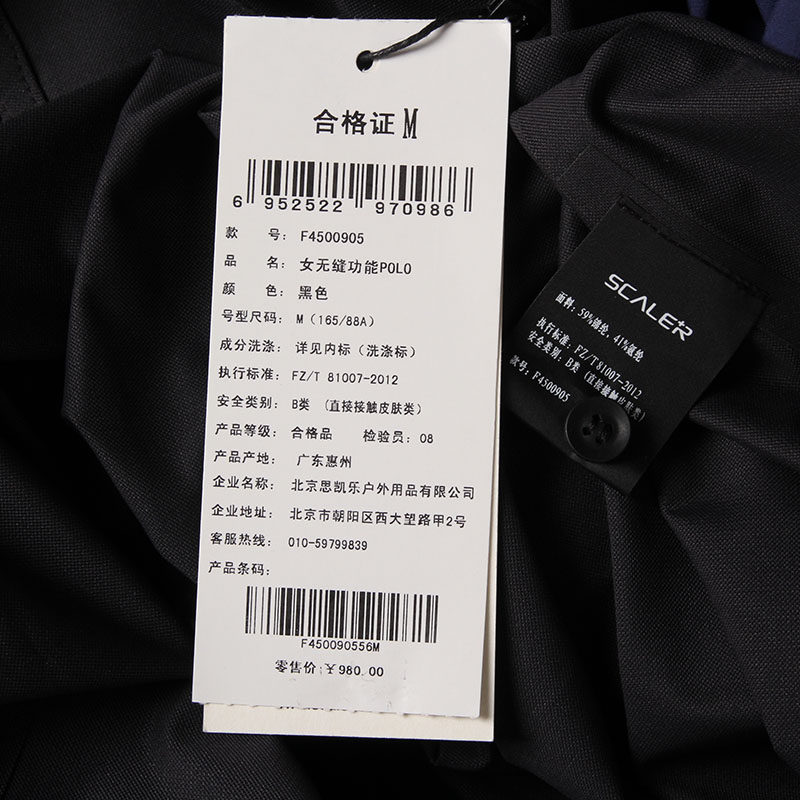 合格证 M
6 952522 970986
款 号: F4500905
品 名: 女无缝功能POLO
颜 色: 黑色
号型尺码: M (165/88A)
成分洗涤: 详见内标 (洗涤标)
执行标准: FZ/T 81007-2012
安全类别: B类 (直接接触皮肤类)
产品等级: 合格品 检验员: 08
产品产地: 广东惠州
企业名称: 北京思凯乐户外用品有限公司
企业地址: 北京市朝阳区西大望路甲2号
客服热线: 010-59799839
产品条码:
F450090556M
零售价:￥980.00
SCALER
面料: 59%锦纶, 41%氨纶
执行标准: FZ/T 81007-2012
安全类别: B类 (直接接触皮肤类)
款号: F4500905